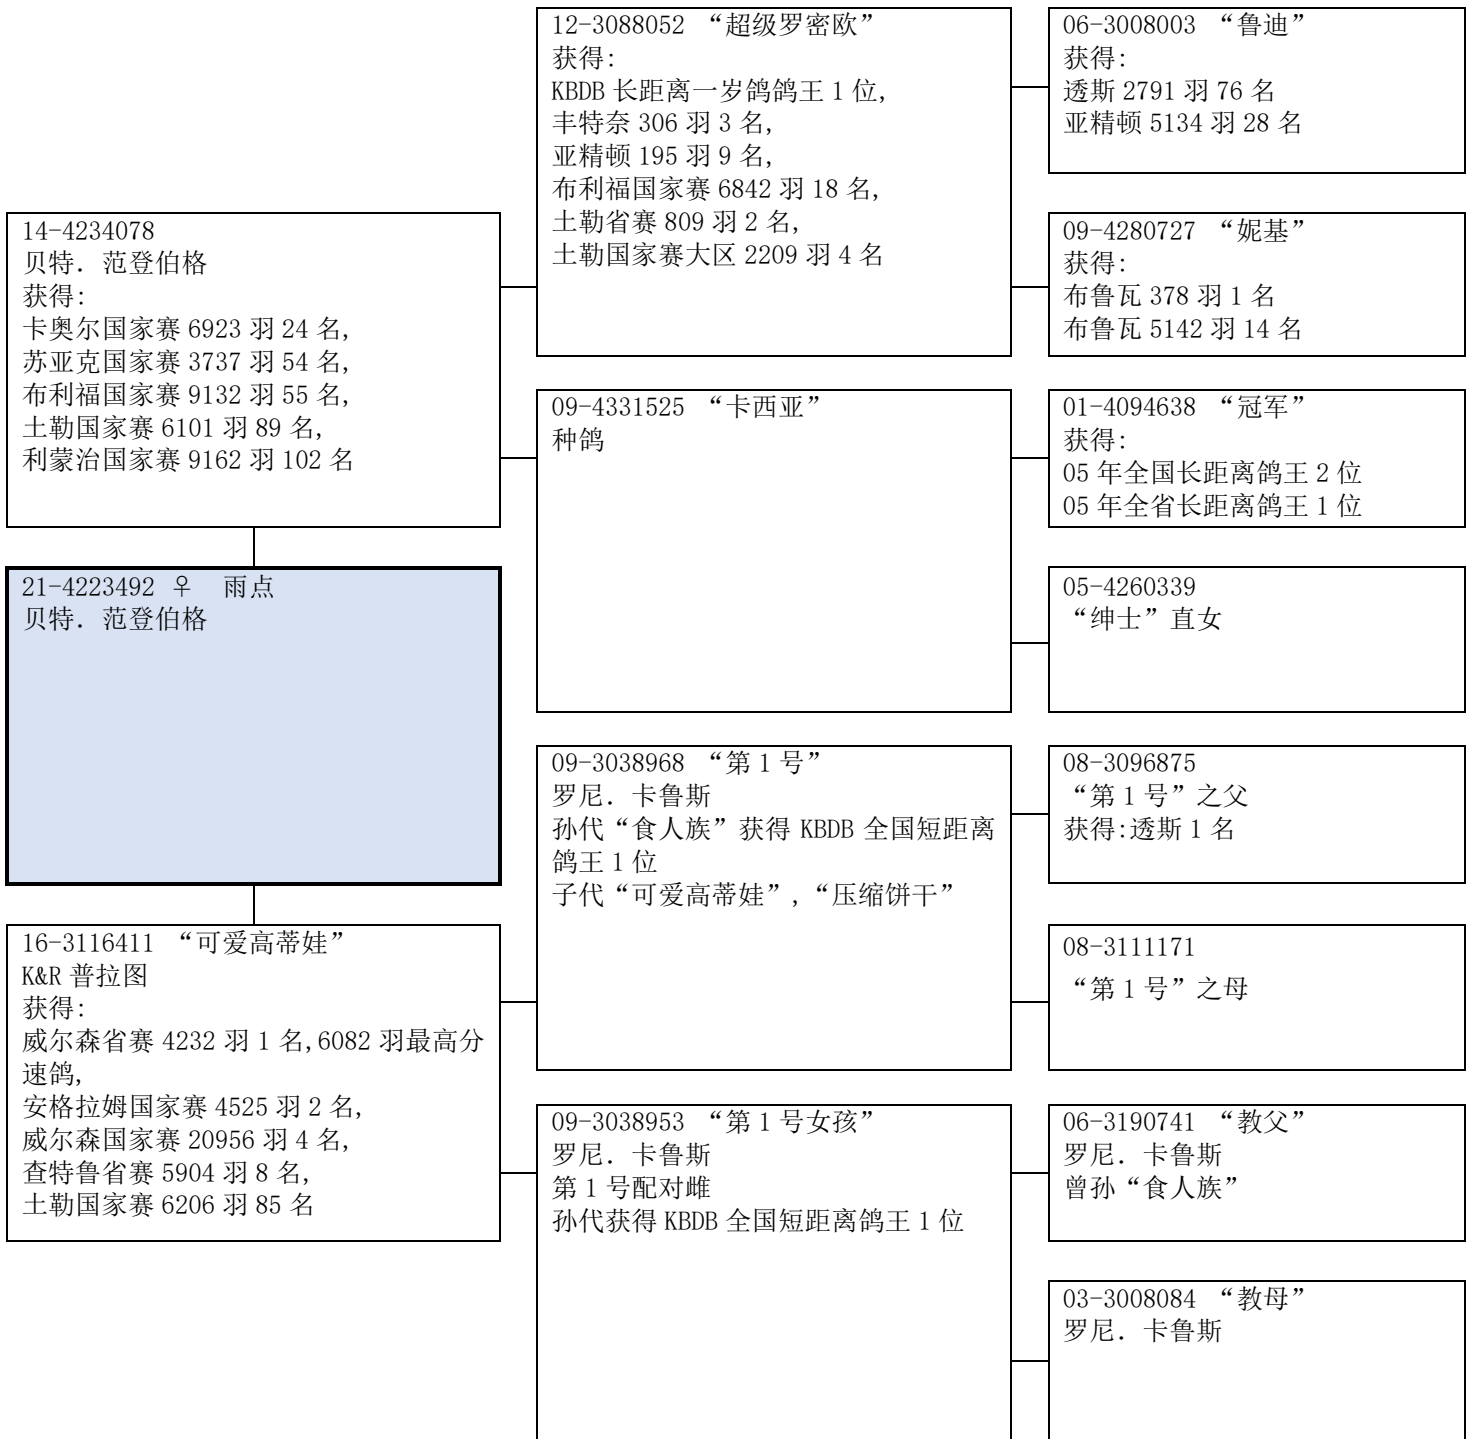 12-3088052 “超级罗密欧”
获得:
KBDB 长距离一岁鸽鸽王 1 位,
丰特奈 306 羽 3 名,
亚精顿 195 羽 9 名,
布利福国家赛 6842 羽 18 名,
土勒省赛 809 羽 2 名,
土勒国家赛大区 2209 羽 4 名
06-3008003 “鲁迪”
获得:
透斯 2791 羽 76 名
亚精顿 5134 羽 28 名
14-4234078
贝特. 范登伯格
获得:
卡奥尔国家赛 6923 羽 24 名,
苏亚克国家赛 3737 羽 54 名,
布利福国家赛 9132 羽 55 名,
土勒国家赛 6101 羽 89 名,
利蒙治国家赛 9162 羽 102 名
09-4280727 “妮基”
获得:
布鲁瓦 378 羽 1 名
布鲁瓦 5142 羽 14 名
09-4331525 “卡西亚”
种鸽
01-4094638 “冠军”
获得:
05 年全国长距离鸽王 2 位
05 年全省长距离鸽王 1 位
21-4223492 ♀ 雨点
贝特. 范登伯格
05-4260339
“绅士”直女
09-3038968 “第 1 号”
罗尼. 卡鲁斯
孙代“食人族”获得 KBDB 全国短距离
鸽王 1 位
子代“可爱高蒂娃”, “压缩饼干”
08-3096875
“第 1 号”之父
获得:透斯 1 名
16-3116411 “可爱高蒂娃”
K&R 普拉图
获得:
威尔森省赛 4232 羽 1 名,6082 羽最高分
速鸽,
安格拉姆国家赛 4525 羽 2 名,
威尔森国家赛 20956 羽 4 名,
查特鲁省赛 5904 羽 8 名,
土勒国家赛 6206 羽 85 名
08-3111171
“第 1 号”之母
09-3038953 “第 1 号女孩”
罗尼. 卡鲁斯
第 1 号配对雌
孙代获得 KBDB 全国短距离鸽王 1 位
06-3190741 “教父”
罗尼. 卡鲁斯
曾孙“食人族”
03-3008084 “教母”
罗尼. 卡鲁斯